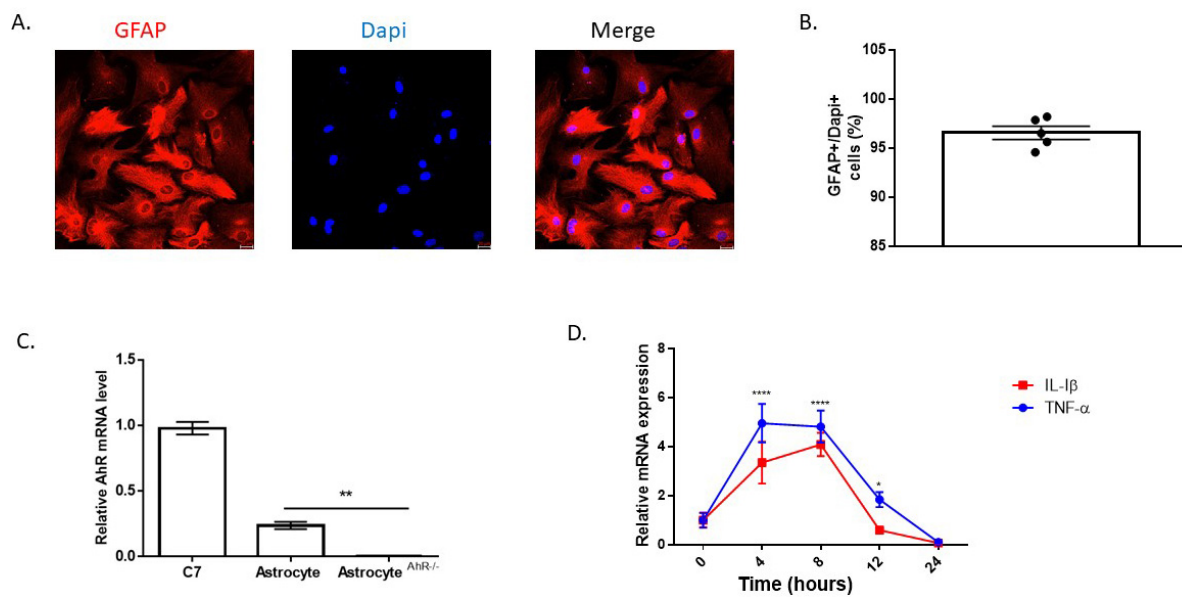 A.
GFAP
Dapi
Merge
B.
GFAP+/Dapi+
cells (%)
105
100
95
90
85
C.
Relative AhR mRNA level
1.5
1.0
0.5
0.0
**
C7
Astrocyte
Astrocyte AhR-/-
D.
Relative mRNA expression
8
6
4
2
0
****
****
*
0
4
8
12
24
Time (hours)
IL-Iβ
TNF-α